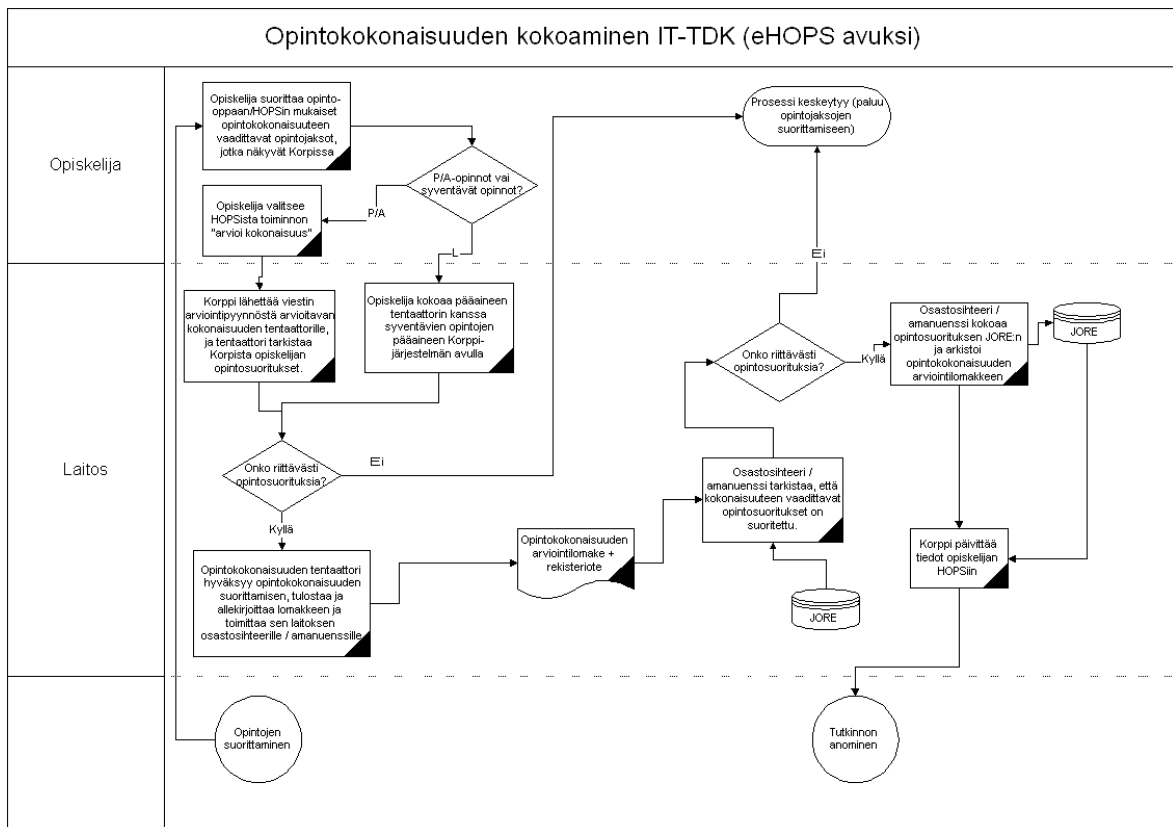 Opintokokonaisuuden kokoaminen IT-TDK (eHOPS avuksi)
Opiskelija
Opiskelija suorittaa opinto-
oppaan/HOPSin mukaiset
opintokokonaisuuteen
vaadittavat opintojaksot,
jotka näkyvät Korpissa
P/A-opinnot vai
syventävät opinnot?
P/A
Opiskelija valitsee
HOPSista toiminnon
"arvioi kokonaisuus"
L
Prosessi keskeytyy (paluu
opintojaksojen
suorittamiseen)
Ei
Laitos
Korppi lähettää viestin
arviointipyynnöstä arvioitavan
kokonaisuuden tentaattorille,
ja tentaattori tarkistaa
Korpista opiskelijan
opintosuoritukset.
Opiskelija kokoaa pääaineen
tentaattorin kanssa
syventävien opintojen
pääaineen Korppi-
järjestelmän avulla
Onko riittävästi
opintosuorituksia?
Ei
Kyllä
Opintokokonaisuuden tentaattori
hyväksyy opintokokonaisuuden
suorittamisen, tulostaa ja
allekirjoittaa lomakkeen ja
toimittaa sen laitoksen
osastosihteerille / amanuenssille
Opintokokonaisuuden
arviointilomake +
rekisteriote
Osastosihteeri /
amanuenssi tarkistaa, että
kokonaisuuteen vaadittavat
opintosuoritukset on
suoritettu.
JORE
Onko riittävästi
opintosuorituksia?
Kyllä
Osastosihteeri /
amanuenssi kokoaa
opintosuorituksen JORE:n
ja arkistoi
opintokokonaisuuden
arviointilomakkeen
JORE
Korppi päivittää
tiedot opiskelijan
HOPSiin
Opintojen
suorittaminen
Tutkinnon
anominen